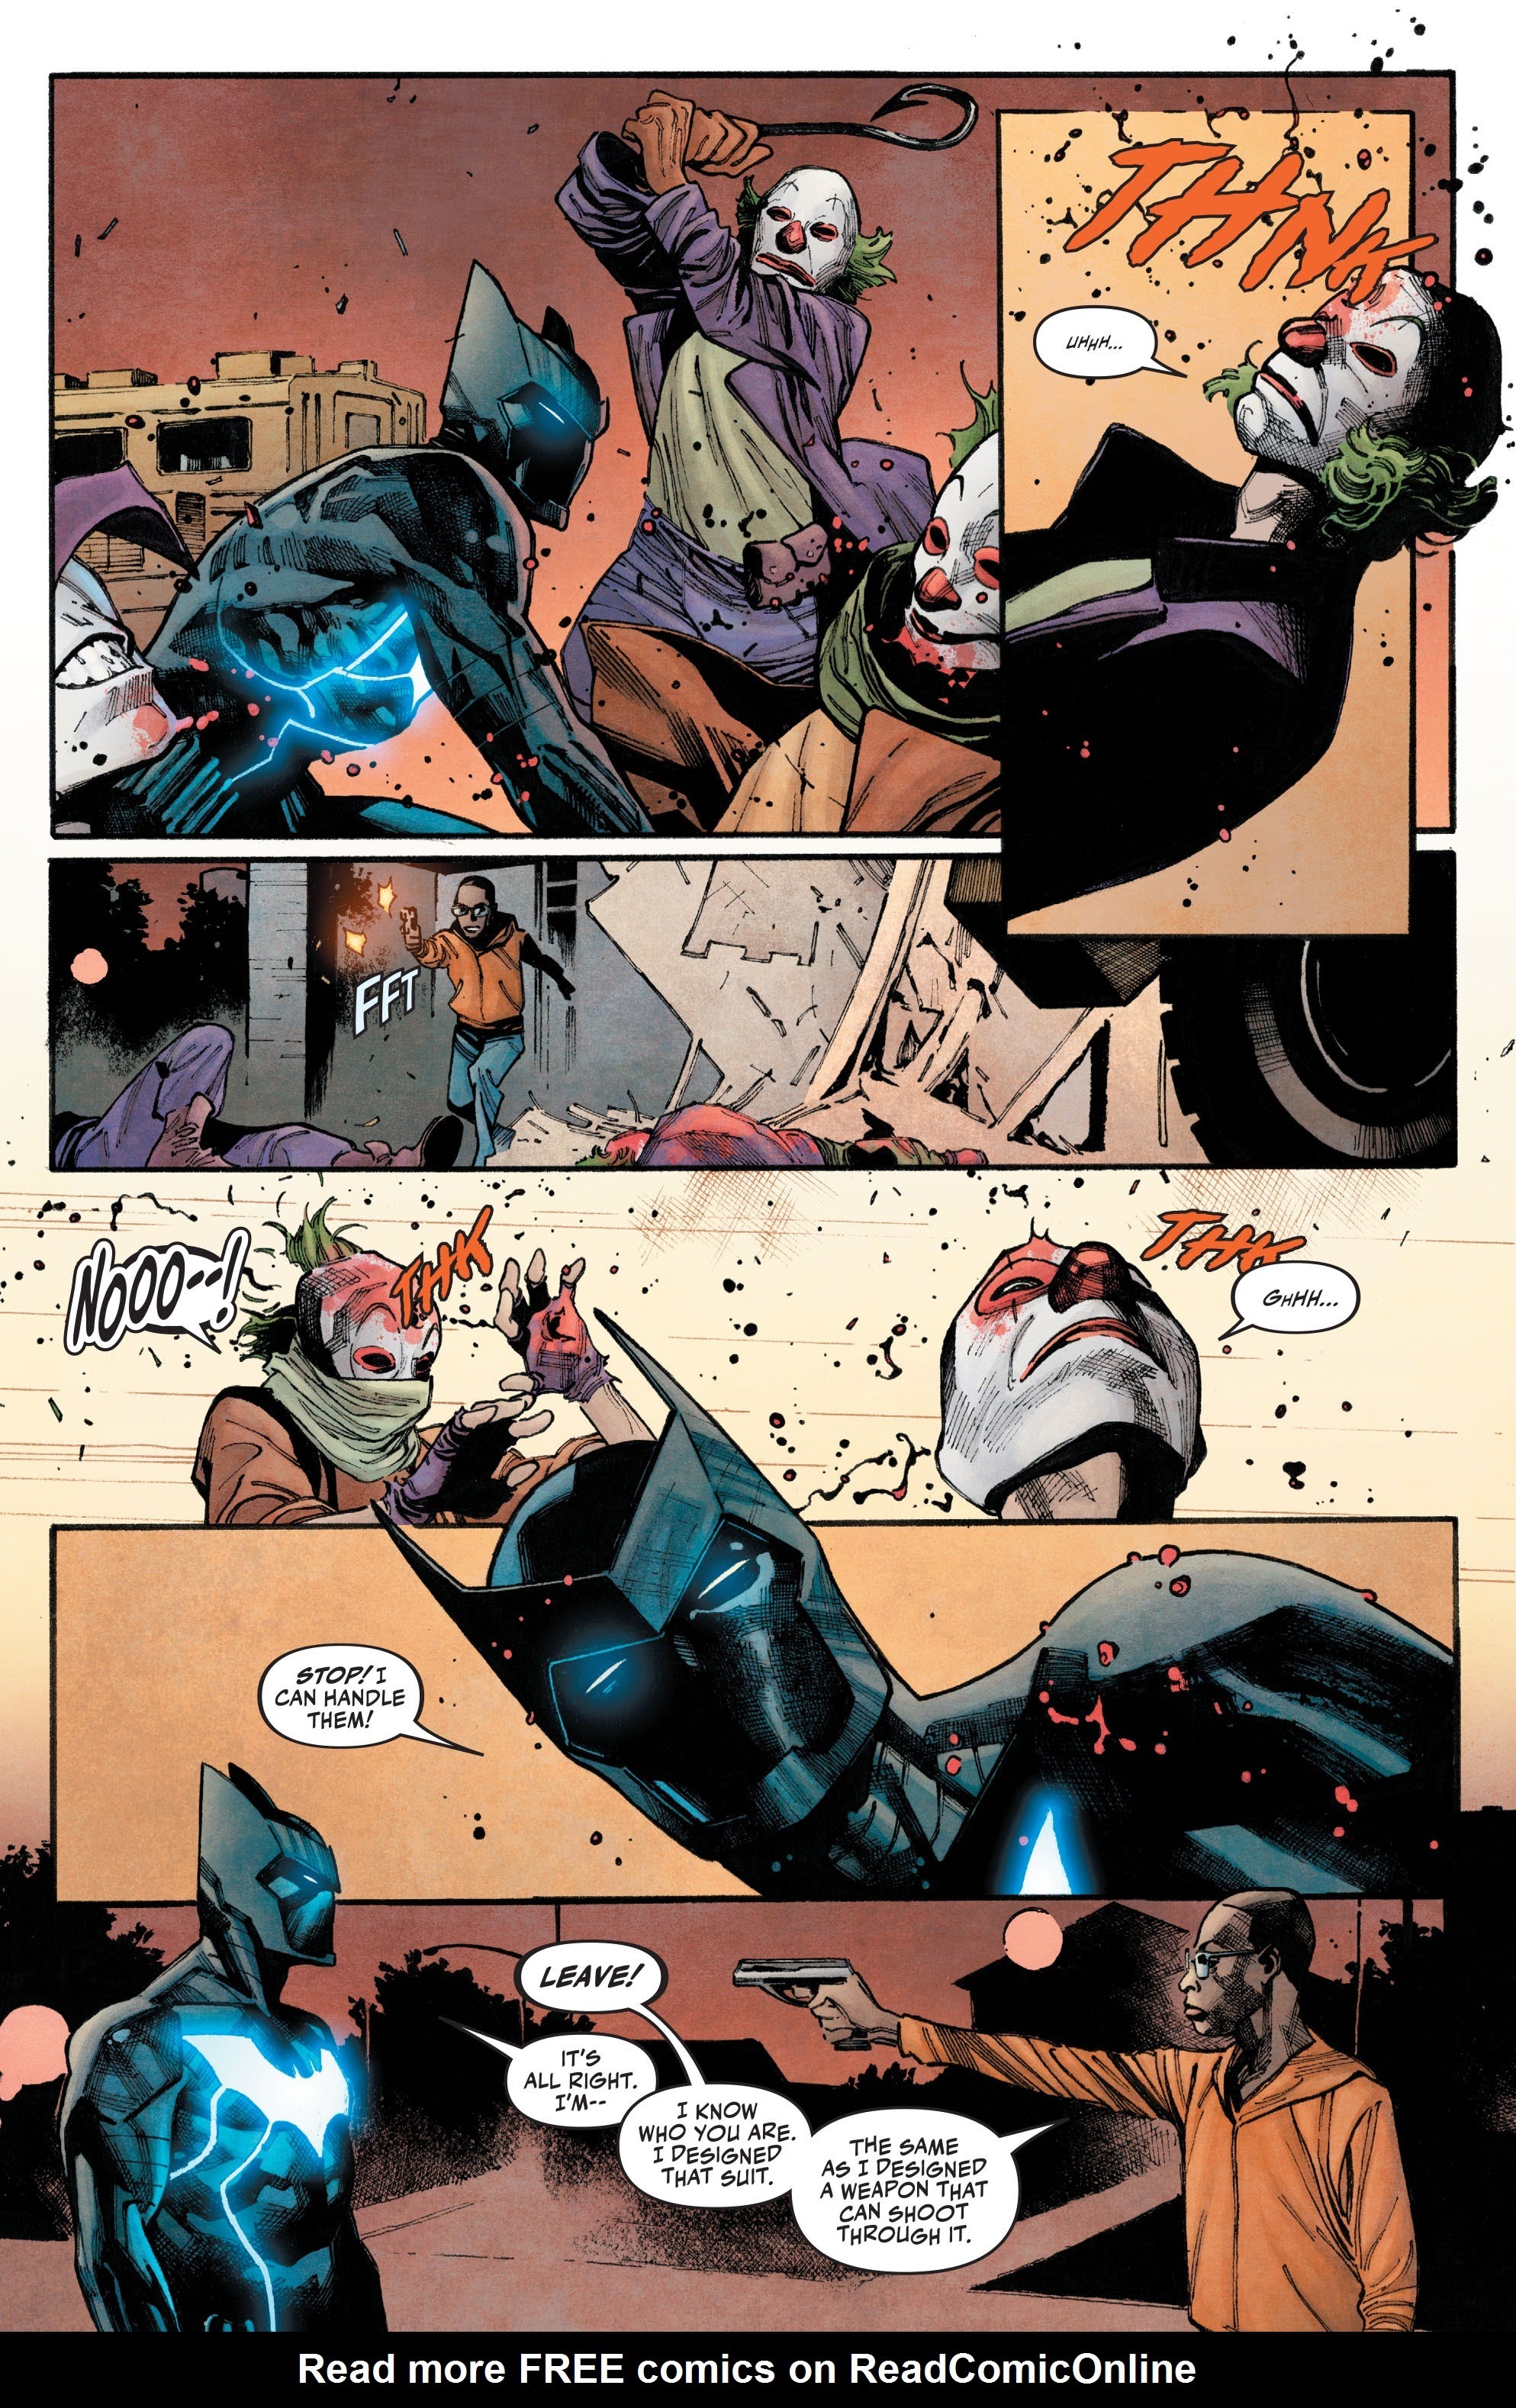 THNK
UHHH...
FFT
NOOO--!
THK
THK
GHHH...
STOP! I
CAN HANDLE
THEM!
LEAVE!
IT'S
ALL RIGHT.
I'M--
I KNOW
WHO YOU ARE.
I DESIGNED
THAT SUIT.
THE SAME
AS I DESIGNED
A WEAPON THAT
CAN SHOOT
THROUGH IT.
Read more FREE comics on ReadComicOnline